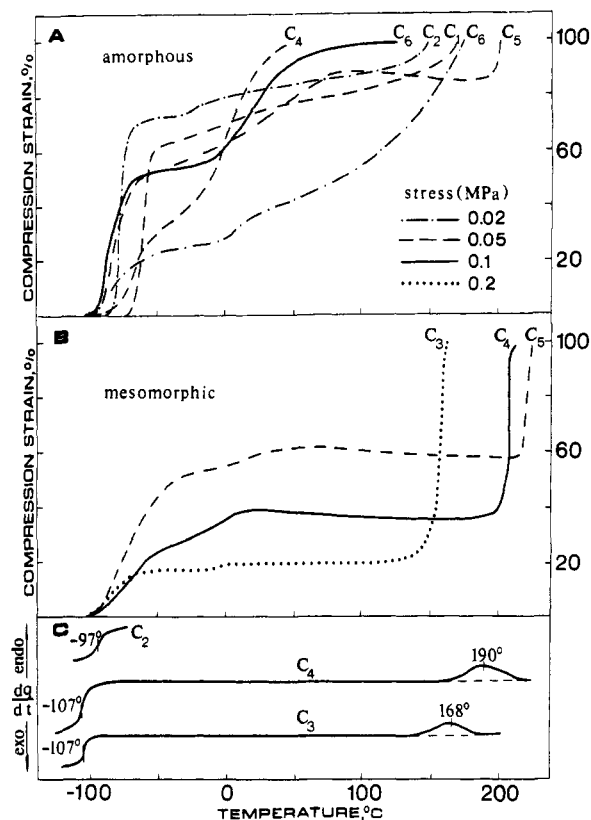 A
amorphous
C4
C6 C2 C1 C6 C5
100
60
20
stress(MPa)
0.02
0.05
0.1
0.2
COMPRESSION STRAIN,%
B
mesomorphic
C3 C4 C5
100
60
20
COMPRESSION STRAIN,%
C
-97°
C2
-107°
C4
190°
-107°
C3
168°
exo dQ/dt endo
-100 0 100 200
TEMPERATURE,°C